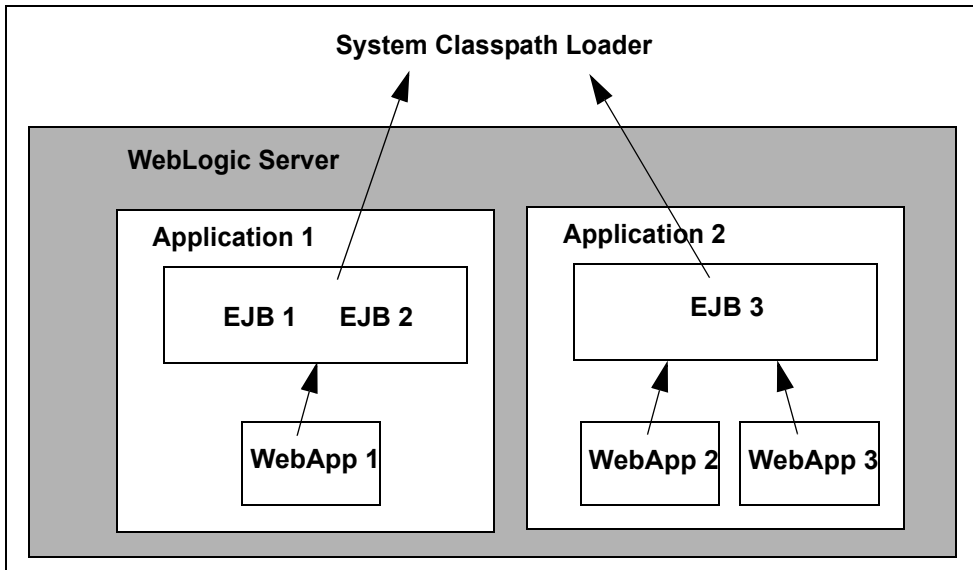 System Classpath Loader
WebLogic Server
Application 1
EJB 1 EJB 2
WebApp 1
Application 2
EJB 3
WebApp 2
WebApp 3